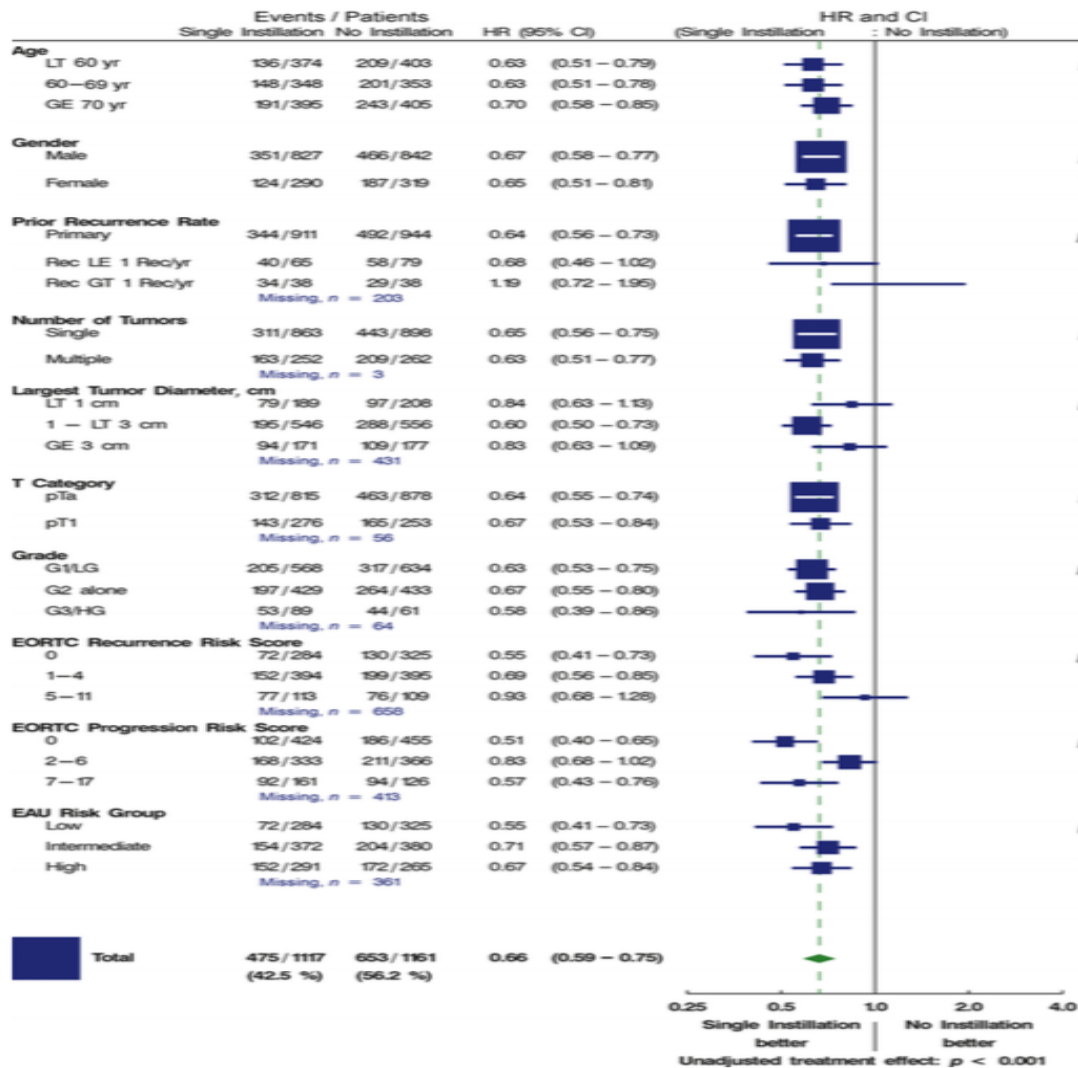 Events / Patients HR and CI
Single Instillation No Instillation HR (95% CI) (Single Instillation : No Instillation)
Age
LT 60 yr 136/374 209/403 0.63 (0.51 – 0.79)
60–69 yr 148/348 201/353 0.63 (0.51 – 0.78)
GE 70 yr 191/395 243/405 0.70 (0.58 – 0.85)
Gender
Male 351/827 466/842 0.67 (0.58 – 0.77)
Female 124/290 187/319 0.65 (0.51 – 0.81)
Prior Recurrence Rate
Primary 344/911 492/944 0.64 (0.56 – 0.73)
Rec LE 1 Rec/yr 40/65 58/79 0.68 (0.46 – 1.02)
Rec GT 1 Rec/yr 34/38 29/38 1.19 (0.72 – 1.95)
Missing, n = 203
Number of Tumors
Single 311/863 443/898 0.65 (0.56 – 0.75)
Multiple 163/252 209/262 0.63 (0.51 – 0.77)
Missing, n = 3
Largest Tumor Diameter, cm
LT 1 cm 79/189 97/208 0.84 (0.63 – 1.13)
1 – LT 3 cm 195/546 288/556 0.60 (0.50 – 0.73)
GE 3 cm 94/171 109/177 0.83 (0.63 – 1.09)
Missing, n = 431
T Category
pTa 312/815 463/878 0.64 (0.55 – 0.74)
pT1 143/276 165/253 0.67 (0.53 – 0.84)
Missing, n = 56
Grade
G1/LG 205/568 317/634 0.63 (0.53 – 0.75)
G2 alone 197/429 264/433 0.67 (0.55 – 0.80)
G3/HG 53/89 44/61 0.58 (0.39 – 0.86)
Missing, n = 64
EORTC Recurrence Risk Score
0 72/284 130/325 0.55 (0.41 – 0.73)
1–4 152/394 199/395 0.69 (0.56 – 0.85)
5–11 77/113 76/109 0.93 (0.68 – 1.28)
Missing, n = 658
EORTC Progression Risk Score
0 102/424 186/455 0.51 (0.40 – 0.65)
2–6 168/333 211/366 0.83 (0.68 – 1.02)
7–17 92/161 94/126 0.57 (0.43 – 0.76)
Missing, n = 413
EAU Risk Group
Low 72/284 130/325 0.55 (0.41 – 0.73)
Intermediate 154/372 204/380 0.71 (0.57 – 0.87)
High 152/291 172/265 0.67 (0.54 – 0.84)
Missing, n = 361
Total 475/1117 653/1161 0.66 (0.59 – 0.75)
(42.5 %) (56.2 %)
0.25 0.5 1.0 2.0 4.0
Single Instillation No Instillation
better better
Unadjusted treatment effect: p < 0.001